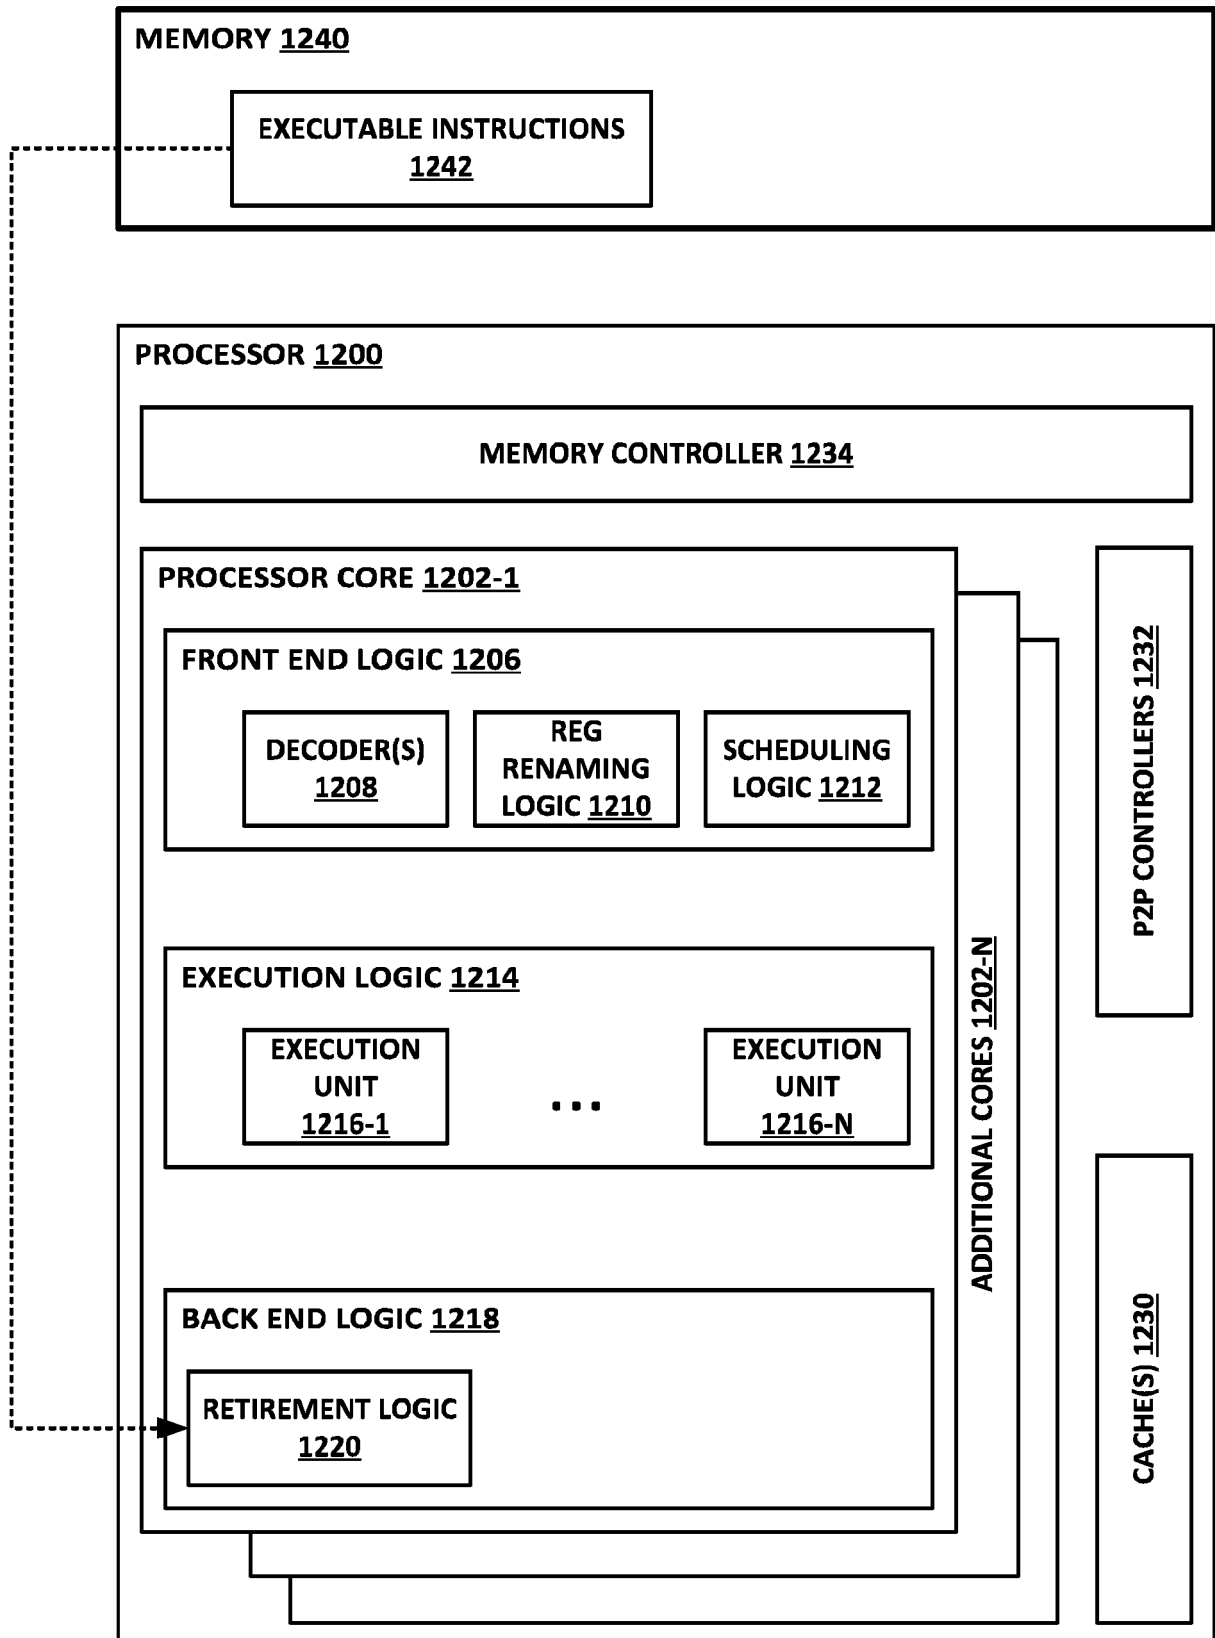 MEMORY 1240
EXECUTABLE INSTRUCTIONS
1242
PROCESSOR 1200
MEMORY CONTROLLER 1234
PROCESSOR CORE 1202-1
FRONT END LOGIC 1206
DECODER(S)
1208
REG
RENAMING
LOGIC 1210
SCHEDULING
LOGIC 1212
EXECUTION LOGIC 1214
EXECUTION
UNIT
1216-1
...
EXECUTION
UNIT
1216-N
BACK END LOGIC 1218
RETIREMENT LOGIC
1220
ADDITIONAL CORES 1202-N
P2P CONTROLLERS 1232
CACHE(S) 1230